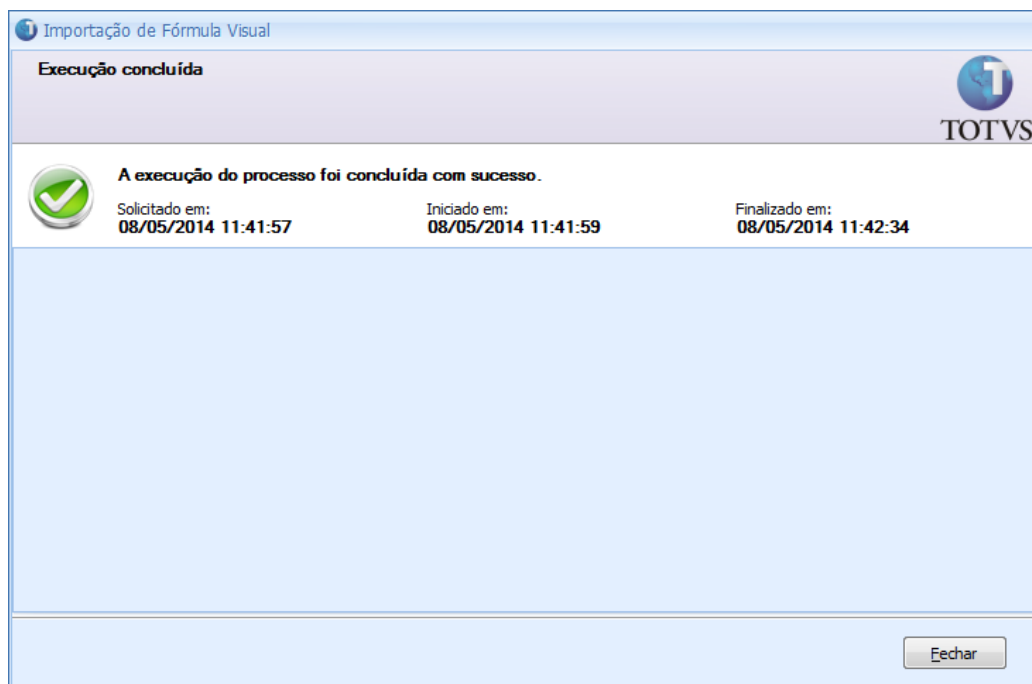 Importação de Fórmula Visual
Execução concluída
TOTVS
A execução do processo foi concluída com sucesso.
Solicitado em: Iniciado em: Finalizado em:
08/05/2014 11:41:57 08/05/2014 11:41:59 08/05/2014 11:42:34
Fechar